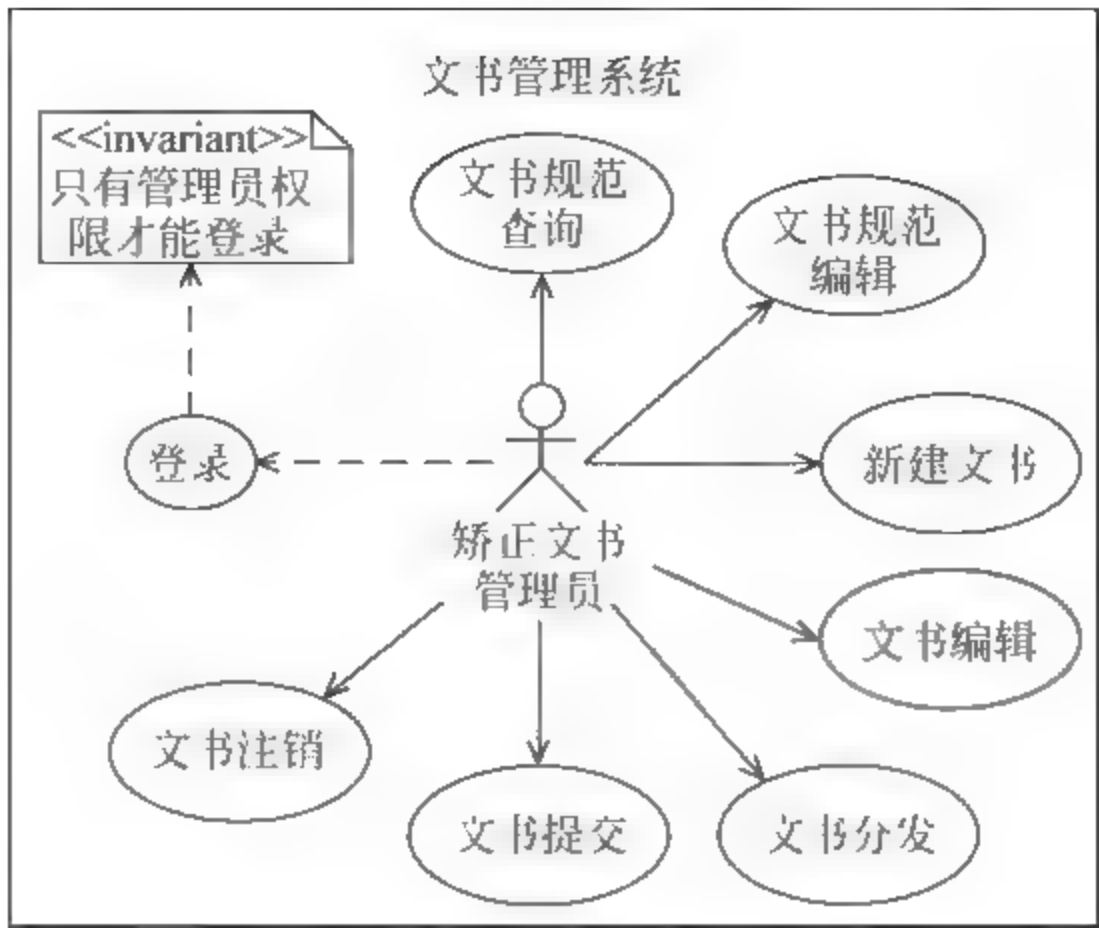 文书管理系统
<<invariant>>
只有管理员权
限才能登录
文书规范
查询
文书规范
编辑
登录
新建文书
矫正文书
管理员
文书编辑
文书注销
文书提交
文书分发